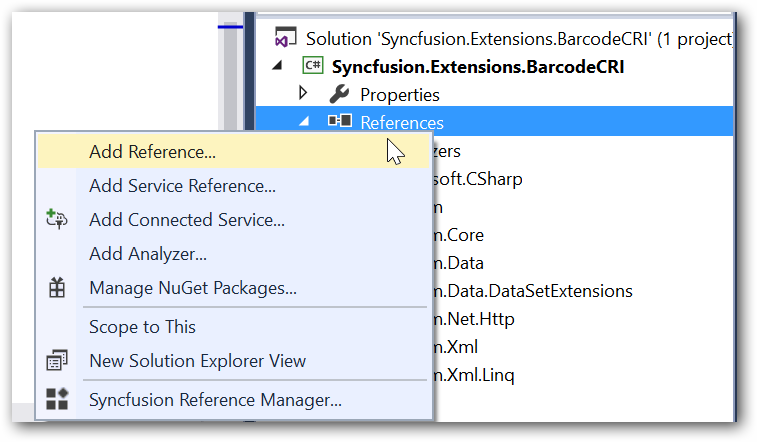 Solution 'Syncfusion.Extensions.BarcodeCRI' (1 project)
C# Syncfusion.Extensions.BarcodeCRI
Properties
References
Add Reference...
zers
Add Service Reference...
soft.CSharp
m
Add Connected Service...
m.Core
Add Analyzer...
m.Data
Manage NuGet Packages...
m.Data.DataSetExtensions
m.Net.Http
Scope to This
m.Xml
New Solution Explorer View
m.Xml.Linq
Syncfusion Reference Manager...